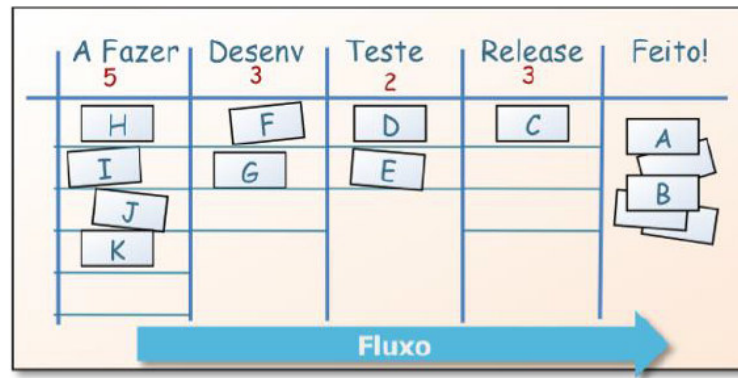 A Fazer Desenv Teste Release Feito!
5 3 2 3
H F D C A
I G E
J B
K
Fluxo